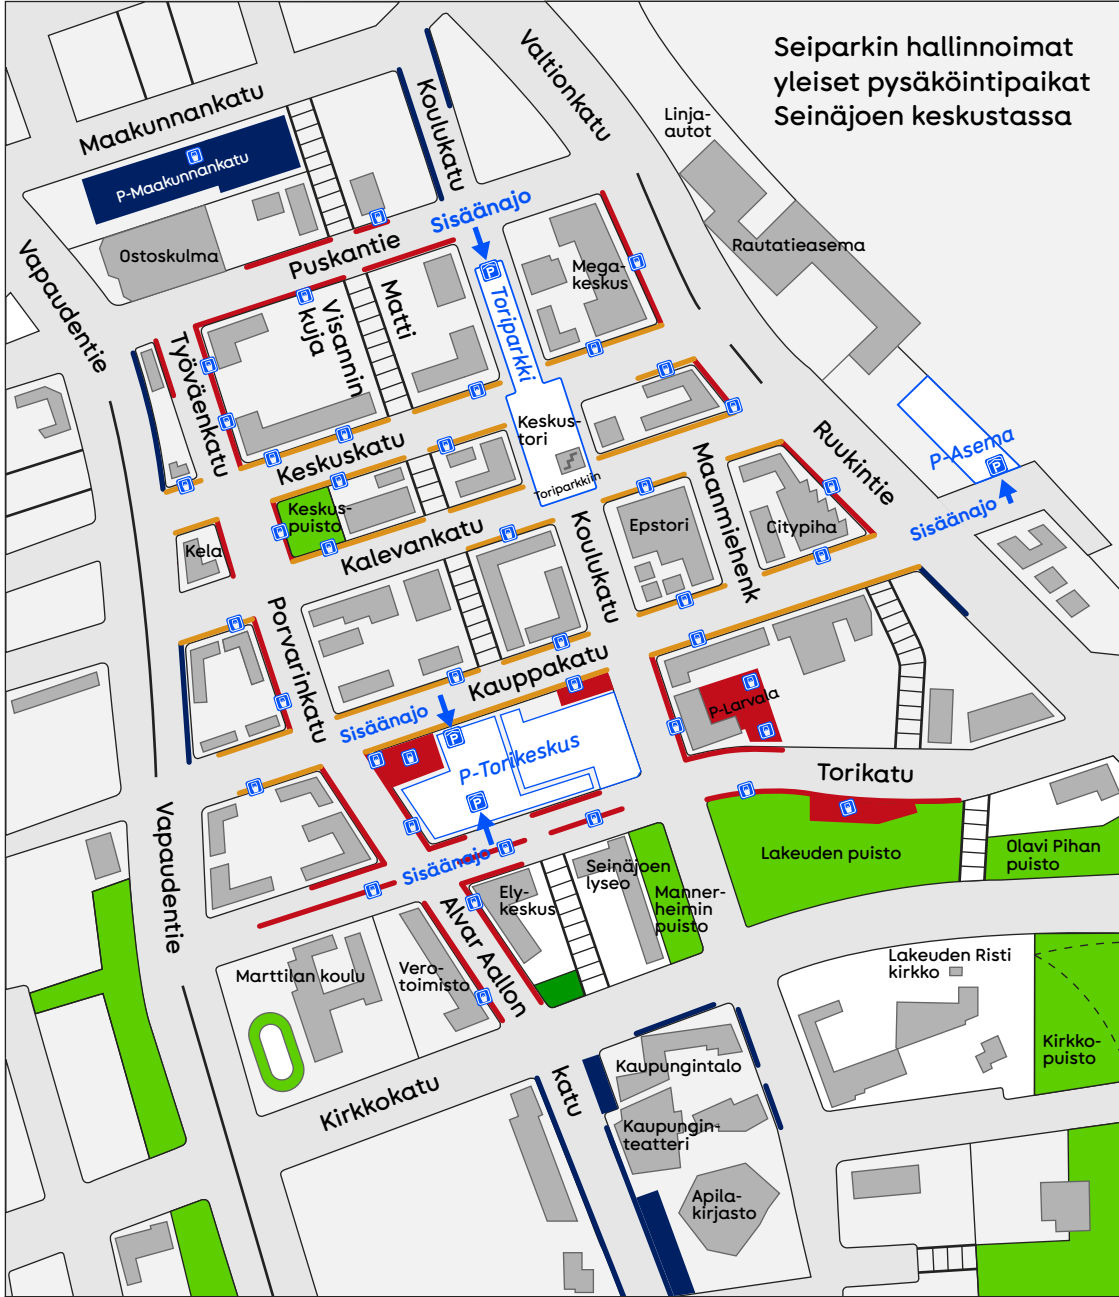 Seiparkin hallinnoimat
yleiset pysäköintipaikat
Seinäjoen keskustassa
Valtionkatu
Koulukatu
Maakunnankatu
P-Maakunnankatu
Linja-
autot
Rautatieasema
Sisäänajo
P
Toriparkki
Mega-
keskus
Ostoskulma
Puskantie
Vapaudentie
Työväenkatu
Visannin
kuja
Matti
Keskus-
tori
Toriparkkiin
Keskuskatu
Keskus-
puisto
Kela
Kalevankatu
Koulukatu
Epstori
Maanmiehenk
Citypiha
Ruukintie
P-Asema
P
Sisäänajo
Porvarinkatu
Kauppakatu
Sisäänajo
P
P-Torikeskus
P
Sisäänajo
P-Larvala
Torikatu
Lakeuden puisto
Olavi Pihan
puisto
Vapaudentie
Seinäjoen
lyseo
Ely-
keskus
Manner-
heimin
puisto
Alvar Aallon
katu
Marttilan koulu
Vero-
toimisto
Lakeuden Risti
kirkko
Kirkko-
puisto
Kirkkokatu
Kaupungintalo
Kaupungin-
teatteri
Apila-
kirjasto